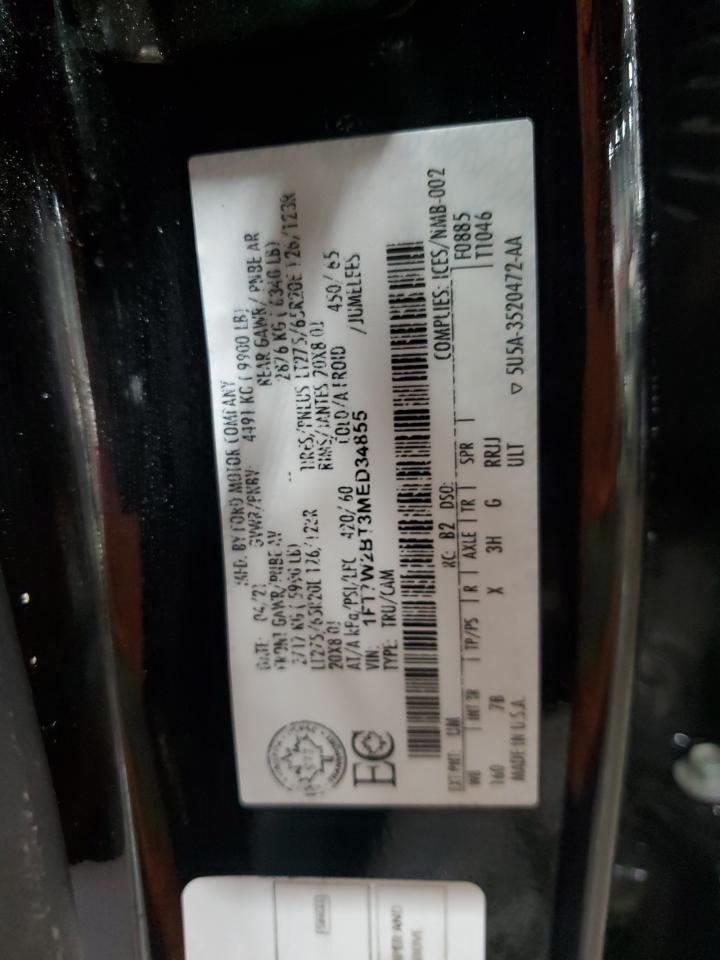 MFD. BY FORD MOTOR COMPANY
DATE: 04/21 GVWR/PNBV: 4491 KG ( 9900 LB)
FRONT GAWR/PNBE AV REAR GAWR/ PNBE AR
2717 KG ( 5990 LB) 2876 KG ( 6340 LB)
LT275/65R20E 126/123R TIRES/PNEUS LT275/65R20E 126/123R
20X8.0J RIMS/JANTES 20X8.0J
AT/A kPa/PSI/LPC 420/ 60 COLD/A FROID 450/ 65
VIN: 1FT7W2BT3MED34855 /JUMELEES
TYPE: TRU/CAM
EC
EXT PNT: RC: B2 DSO: COMPLIES: ICES/NMB-002
INT TR TP/PS R AXLE TR SPR F0885
160 7B X 3H G RRJJ T1046
ULT
MADE IN U.S.A. ▽ 5U5A-3520472-AA
SINGLE